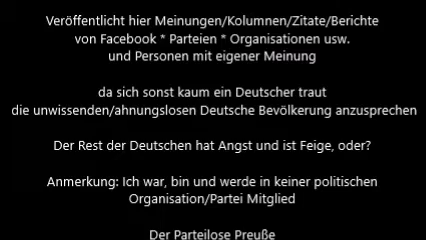 Veröffentlicht hier Meinungen/Kolumnen/Zitate/Berichte
von Facebook * Parteien * Organisationen usw.
und Personen mit eigener Meinung
da sich sonst kaum ein Deutscher traut
die unwissenden/ahnungslosen Deutsche Bevölkerung anzusprechen
Der Rest der Deutschen hat Angst und ist Feige, oder?
Anmerkung: Ich war, bin und werde in keiner politischen
Organisation/Partei Mitglied
Der Parteilose Preuße